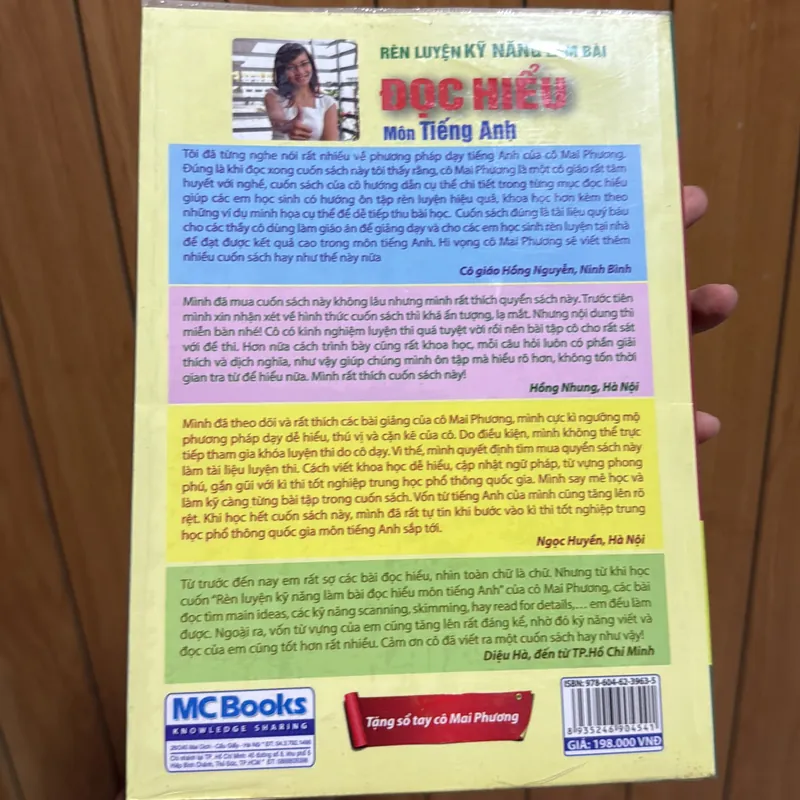 RÈN LUYỆN KỸ NĂNG LÀM BÀI
ĐỌC HIỂU
Môn Tiếng Anh
Tôi đã từng nghe nói rất nhiều về phương pháp dạy tiếng Anh của cô Mai Phương.
Đúng là khi đọc xong cuốn sách này tôi thấy rằng, cô Mai Phương là một cô giáo rất tâm
huyết với nghề, cuốn sách của cô hướng dẫn cụ thể chi tiết trong từng mục đọc hiểu
giúp các em học sinh có hướng ôn tập rèn luyện hiệu quả, khoa học hơn kèm theo
những ví dụ minh họa cụ thể để dễ tiếp thu bài học. Cuốn sách đúng là tài liệu quý báu
cho các thầy cô dùng làm giáo án để giảng dạy và cho các em học sinh rèn luyện tại nhà
để đạt được kết quả cao trong môn tiếng Anh. Hi vọng cô Mai Phương sẽ viết thêm
nhiều cuốn sách hay như thế này nữa
Cô giáo Hồng Nguyễn, Ninh Bình
Mình đã mua cuốn sách này không lâu nhưng mình rất thích quyển sách này. Trước tiên
mình xin nhận xét về hình thức cuốn sách thì khá ấn tượng, lạ mắt. Nhưng nội dung thì
miễn bàn nhé! Cô có kinh nghiệm luyện thi quá tuyệt vời rồi nên bài tập cô cho rất sát
với đề thi. Hơn nữa cách trình bày cũng rất khoa học, mỗi câu hỏi luôn có phần giải
thích và dịch nghĩa, như vậy giúp chúng mình ôn tập mà hiểu rõ hơn, không tốn thời
gian tra từ để hiểu nữa. Mình rất thích cuốn sách này!
Hồng Nhung, Hà Nội
Mình đã theo dõi và rất thích các bài giảng của cô Mai Phương, mình cực kì ngưỡng mộ
phương pháp dạy dễ hiểu, thú vị và cặn kẽ của cô. Do điều kiện, mình không thể trực
tiếp tham gia khóa luyện thi do cô dạy. Vì thế, mình quyết định tìm mua quyển sách này
làm tài liệu luyện thi. Cách viết khoa học dễ hiểu, cập nhật ngữ pháp, từ vựng phong
phú, gần gũi với kì thi tốt nghiệp trung học phổ thông quốc gia. Mình say mê học và
làm kỹ càng từng bài tập trong cuốn sách. Vốn từ tiếng Anh của mình cũng tăng lên rõ
rệt. Khi học hết cuốn sách này, mình đã rất tự tin khi bước vào kì thi tốt nghiệp trung
học phổ thông quốc gia môn tiếng Anh sắp tới.
Ngọc Huyền, Hà Nội
Từ trước đến nay em rất sợ các bài đọc hiểu, nhìn toàn chữ là chữ. Nhưng từ khi học
cuốn "Rèn luyện kỹ năng làm bài đọc hiểu môn tiếng Anh" của cô Mai Phương, các bài
đọc tìm main ideas, các kỹ năng scanning, skimming, hay read for details,… em đều làm
được. Ngoài ra, vốn từ vựng của em cũng tăng lên rất đáng kể, nhờ đó kỹ năng viết và
đọc của em cũng tốt hơn rất nhiều. Cảm ơn cô đã viết ra một cuốn sách hay như vậy!
Diệu Hà, đến từ TP.Hồ Chí Minh
MCBooks
KNOWLEDGE SHARING
Tặng sổ tay cô Mai Phương
ISBN: 978-604-62-3963-5
8 935246 904541
GIÁ: 198.000 VNĐ